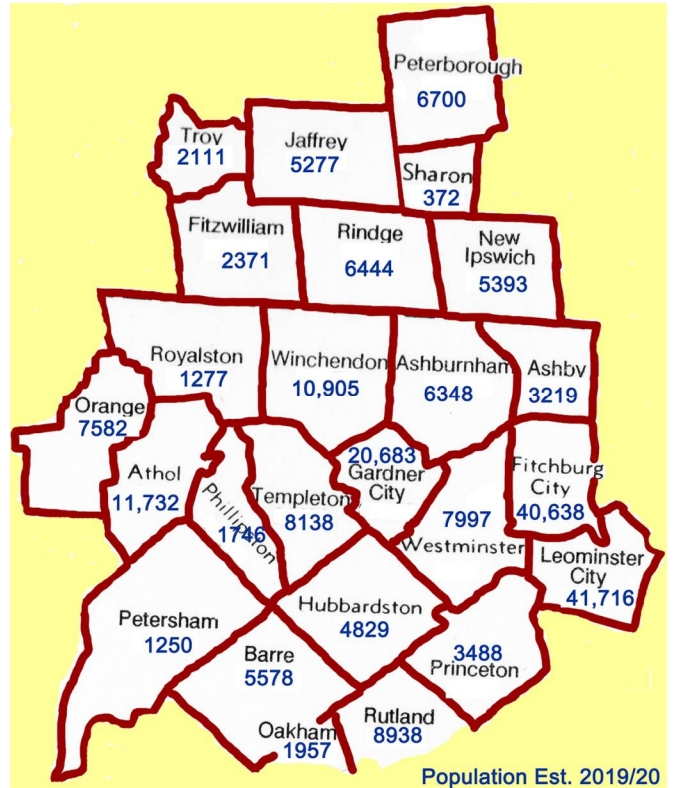 Peterborough
6700
Troy
2111
Jaffrey
5277
Sharon
372
Fitzwilliam
2371
Rindge
6444
New
Ipswich
5393
Royalston
1277
Winchendon
10,905
Ashburnham
6348
Ashby
3219
Orange
7582
Athol
11,732
Phillipston
1746
Templeton
8138
20,683
Gardner
City
7997
Westminster
Fitchburg
City
40,638
Leominster
City
41,716
Petersham
1250
Hubbardston
4829
Barre
5578
3488
Princeton
Oakham
1957
Rutland
8938
Population Est. 2019/20